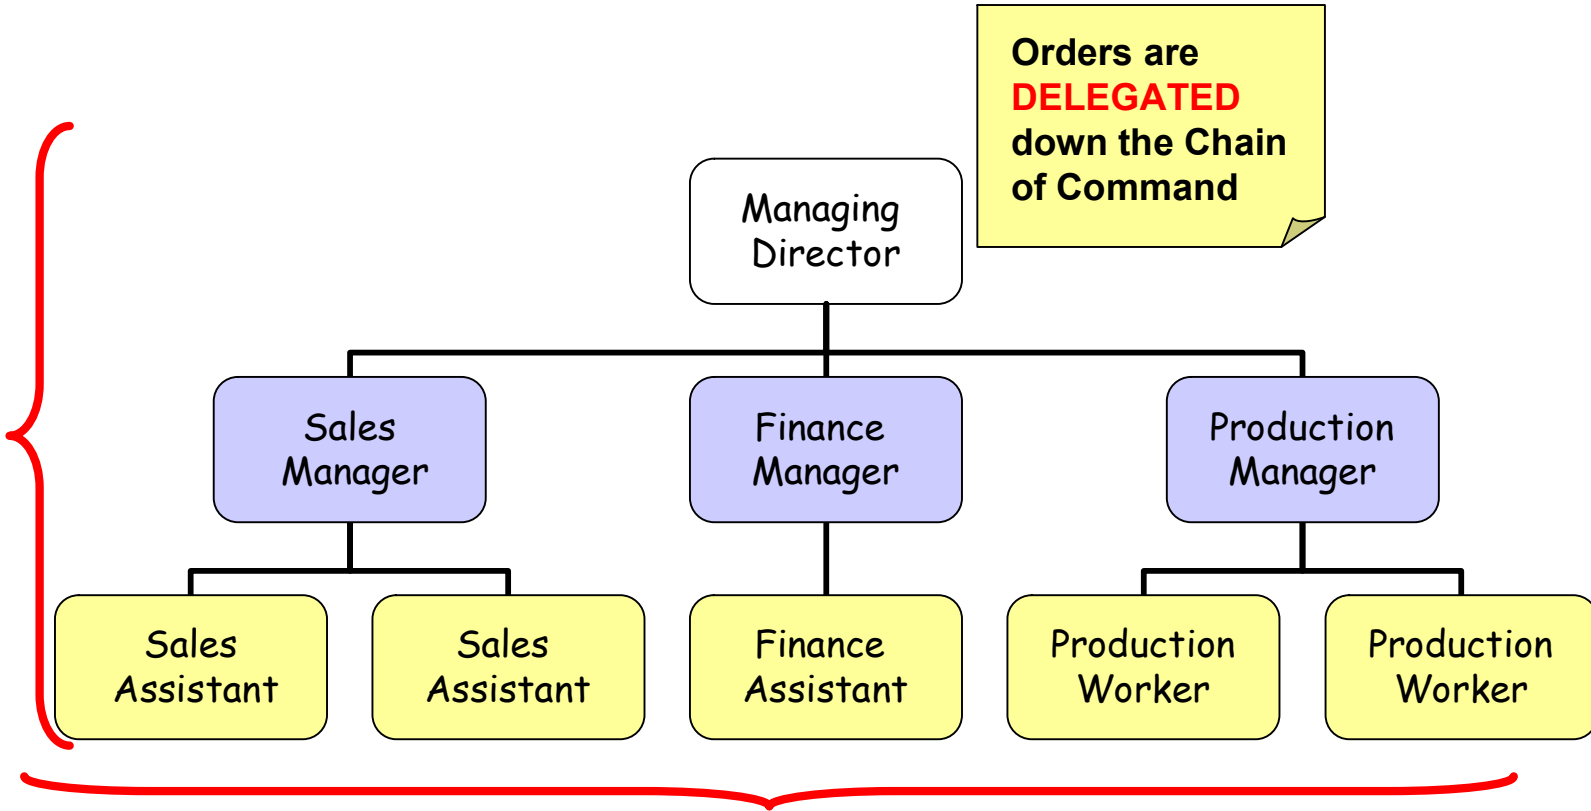 Orders are
DELEGATED
down the Chain
of Command
Managing
Director
Sales
Manager
Finance
Manager
Production
Manager
Sales
Assistant
Sales
Assistant
Finance
Assistant
Production
Worker
Production
Worker